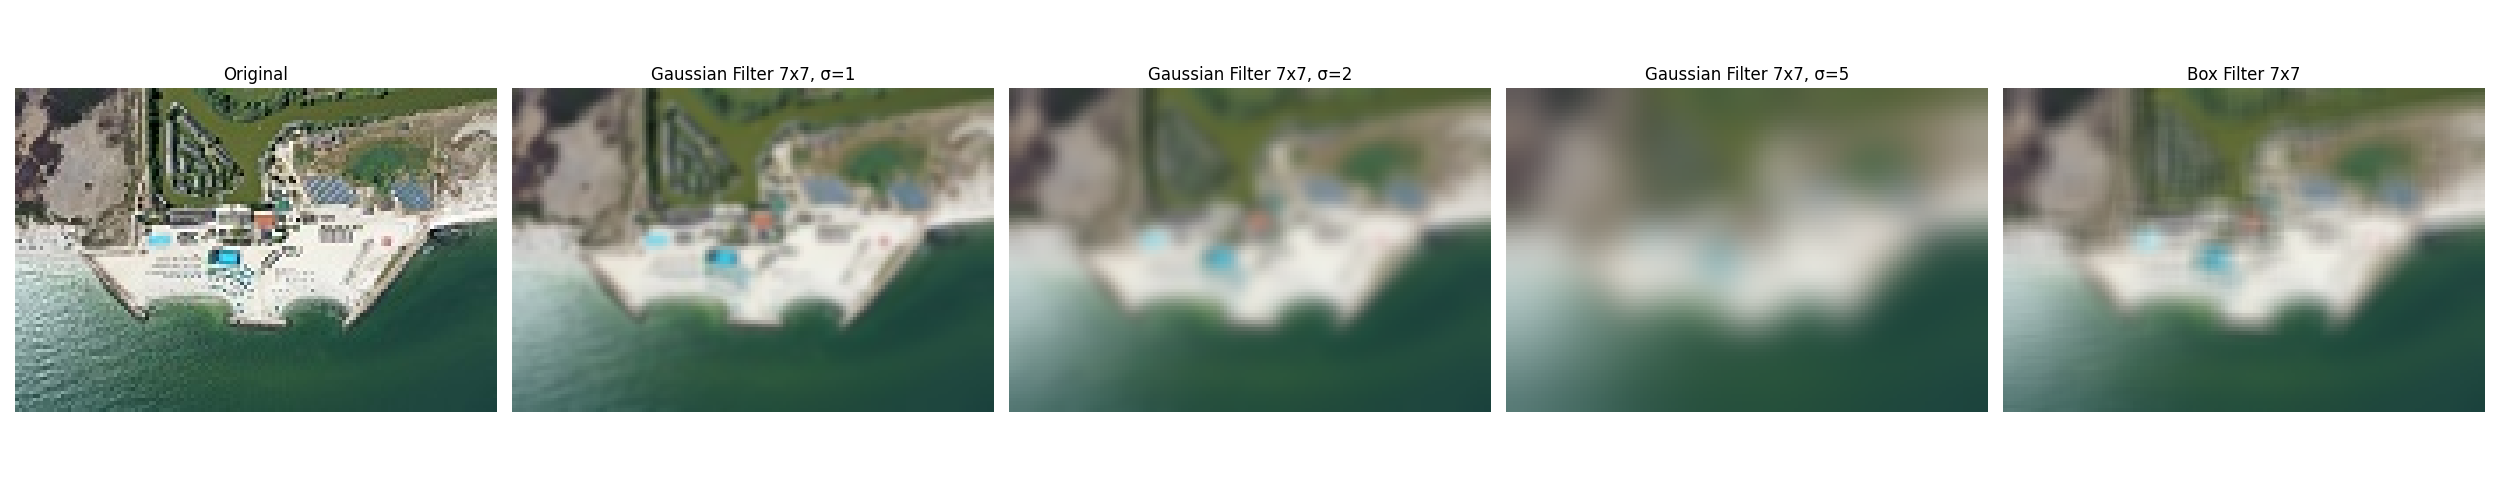 Original
Gaussian Filter 7x7, σ=1
Gaussian Filter 7x7, σ=2
Gaussian Filter 7x7, σ=5
Box Filter 7x7